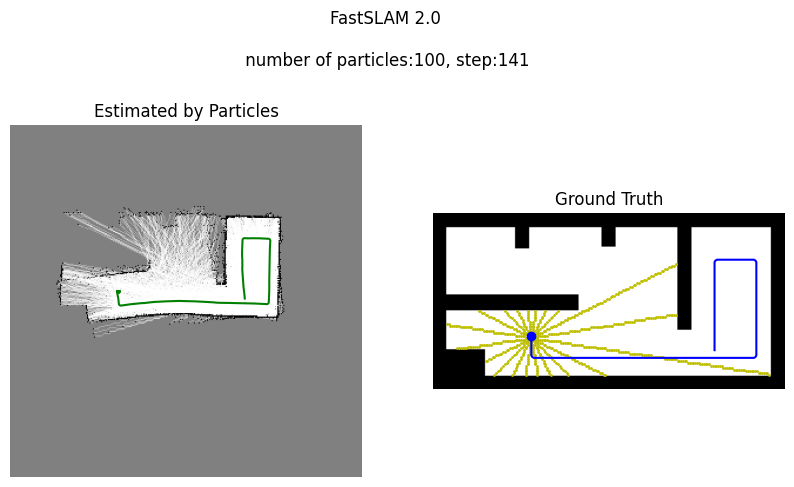 FastSLAM 2.0
number of particles:100, step:141
Estimated by Particles
Ground Truth